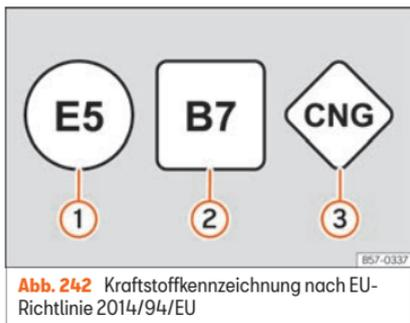 E5 B7 CNG
1 2 3
B57-0337
Abb. 242 Kraftstoffkennzeichnung nach EU-
Richtlinie 2014/94/EU